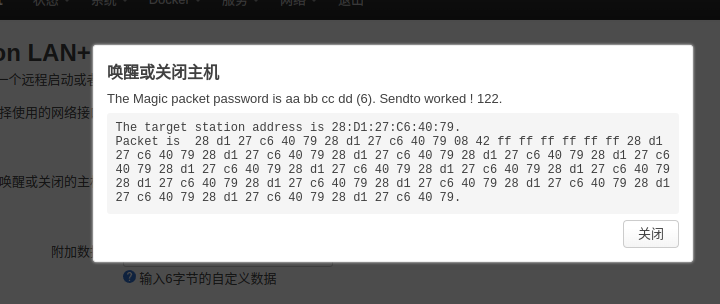 状态 系统 Docker 服务 网络 退出
on LAN+
一个远程启动或者
择使用的网络接
唤醒或关闭主机
The Magic packet password is aa bb cc dd (6). Sendto worked ! 122.
The target station address is 28:D1:27:C6:40:79.
Packet is  28 d1 27 c6 40 79 28 d1 27 c6 40 79 08 42 ff ff ff ff ff ff 28 d1
27 c6 40 79 28 d1 27 c6 40 79 28 d1 27 c6 40 79 28 d1 27 c6 40 79 28 d1 27 c6
40 79 28 d1 27 c6 40 79 28 d1 27 c6 40 79 28 d1 27 c6 40 79 28 d1 27 c6 40 79
28 d1 27 c6 40 79 28 d1 27 c6 40 79 28 d1 27 c6 40 79 28 d1 27 c6 40 79 28 d1
27 c6 40 79 28 d1 27 c6 40 79 28 d1 27 c6 40 79.
关闭
唤醒或关闭的主
附加数
? 输入6字节的自定义数据